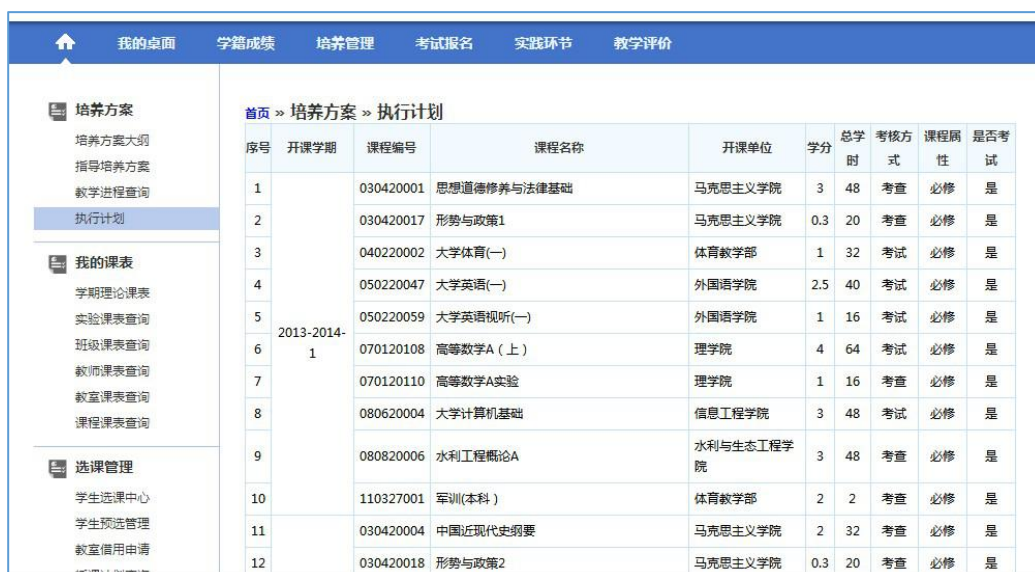 我的桌面 学籍成绩 培养管理 考试报名 实践环节 教学评价
培养方案
培养方案大纲
指导培养方案
教学进程查询
执行计划
我的课表
学期理论课表
实验课表查询
班级课表查询
教师课表查询
教室课表查询
课程课表查询
选课管理
学生选课中心
学生预选管理
教室借用申请
首页 » 培养方案 » 执行计划
序号 开课学期 课程编号 课程名称 开课单位 学分 总学时 考核方式 课程属性 是否考试
2013-2014-1
1 030420001 思想道德修养与法律基础 马克思主义学院 3 48 考查 必修 是
2 030420017 形势与政策1 马克思主义学院 0.3 20 考查 必修 是
3 040220002 大学体育(一) 体育教学部 1 32 考试 必修 是
4 050220047 大学英语(一) 外国语学院 2.5 40 考试 必修 是
5 050220059 大学英语视听(一) 外国语学院 1 16 考试 必修 是
6 070120108 高等数学A（上） 理学院 4 64 考试 必修 是
7 070120110 高等数学A实验 理学院 1 16 考查 必修 是
8 080620004 大学计算机基础 信息工程学院 3 48 考试 必修 是
9 080820006 水利工程概论A 水利与生态工程学院 3 48 考查 必修 是
10 110327001 军训(本科） 体育教学部 2 2 考查 必修 是
11 030420004 中国近现代史纲要 马克思主义学院 2 32 考查 必修 是
12 030420018 形势与政策2 马克思主义学院 0.3 20 考查 必修 是